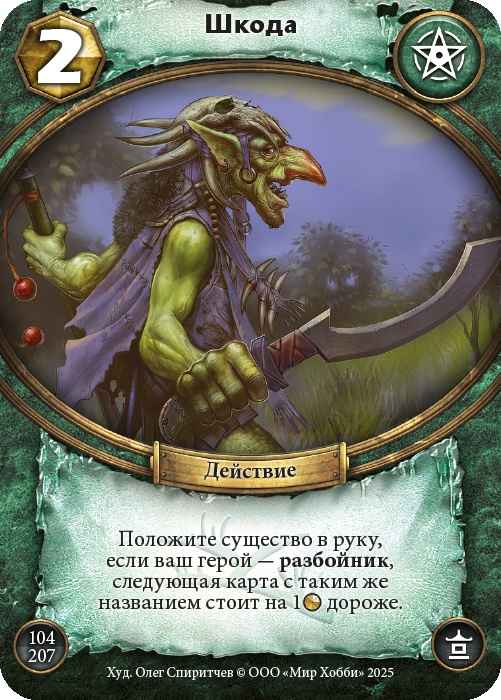 Шкода
2
Действие
Положите существо в руку,
если ваш герой — разбойник,
следующая карта с таким же
названием стоит на 1 дороже.
104
207
Худ. Олег Спиритчев © ООО «Мир Хобби» 2025